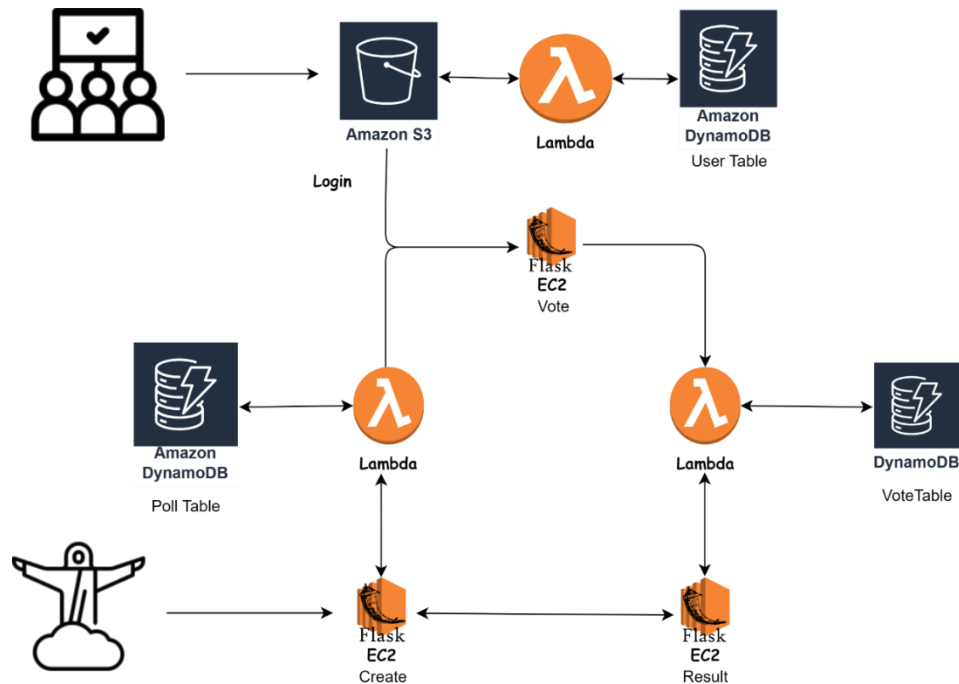 Amazon S3
Lambda
Amazon
DynamoDB
User Table
Login
Flask
EC2
Vote
Amazon
DynamoDB
Poll Table
Lambda
Lambda
DynamoDB
VoteTable
Flask
EC2
Create
Flask
EC2
Result